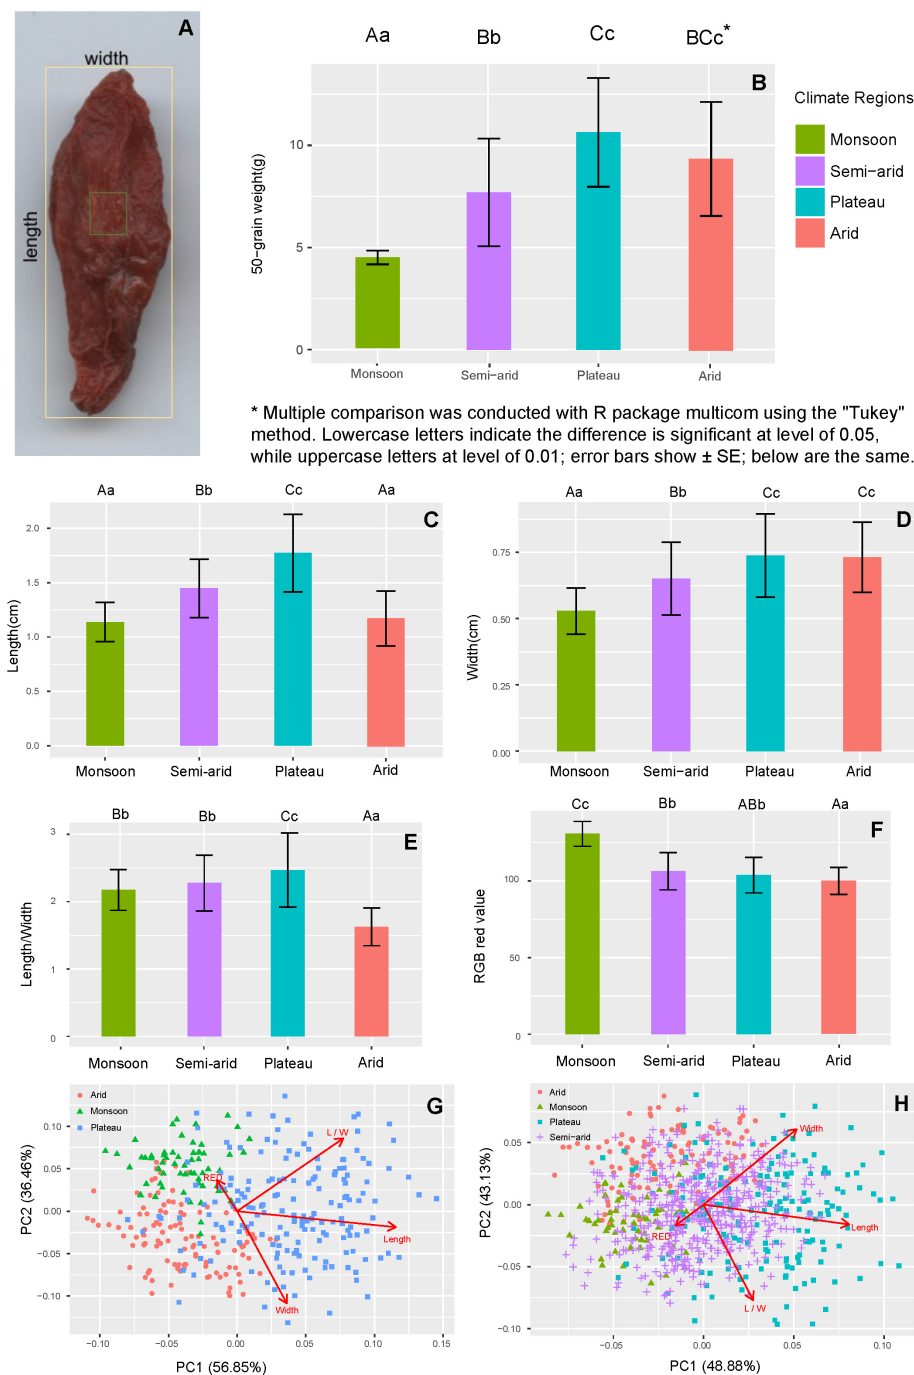 A
width
length
Aa Bb Cc BCc*
B
50-grain weight(g)
10
5
0
Monsoon Semi-arid Plateau Arid
Climate Regions
Monsoon
Semi-arid
Plateau
Arid
* Multiple comparison was conducted with R package multicom using the "Tukey"
method. Lowercase letters indicate the difference is significant at level of 0.05,
while uppercase letters at level of 0.01; error bars show ± SE; below are the same.
Aa Bb Cc Aa
C
Length(cm)
2.0
1.5
1.0
0.5
0.0
Monsoon Semi-arid Plateau Arid
Aa Bb Cc Cc
D
Width(cm)
0.75
0.50
0.25
0.00
Monsoon Semi−arid Plateau Arid
Bb Bb Cc Aa
E
Length/Width
3
2
1
0
Monsoon Semi-arid Plateau Arid
Cc Bb ABb Aa
F
RGB red value
100
50
0
Monsoon Semi-arid Plateau Arid
Arid
Monsoon
Plateau
G
PC2 (36.46%)
0.10
0.05
0.00
−0.05
−0.10
L / W
RED
Length
Width
−0.10 −0.05 0.00 0.05 0.10 0.15
PC1 (56.85%)
Arid
Monsoon
Plateau
Semi−arid
H
PC2 (43.13%)
0.05
0.00
−0.05
−0.10
Width
Length
RED
L / W
−0.05 0.00 0.05 0.10
PC1 (48.88%)